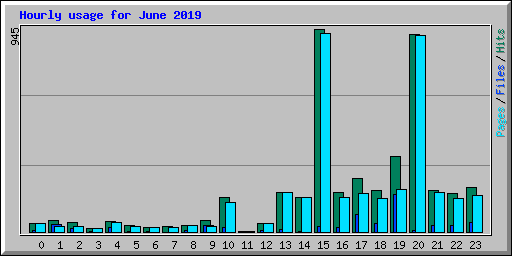 Hourly usage for June 2019
945
Pages/Files/Hits
0 1 2 3 4 5 6 7 8 9 10 11 12 13 14 15 16 17 18 19 20 21 22 23